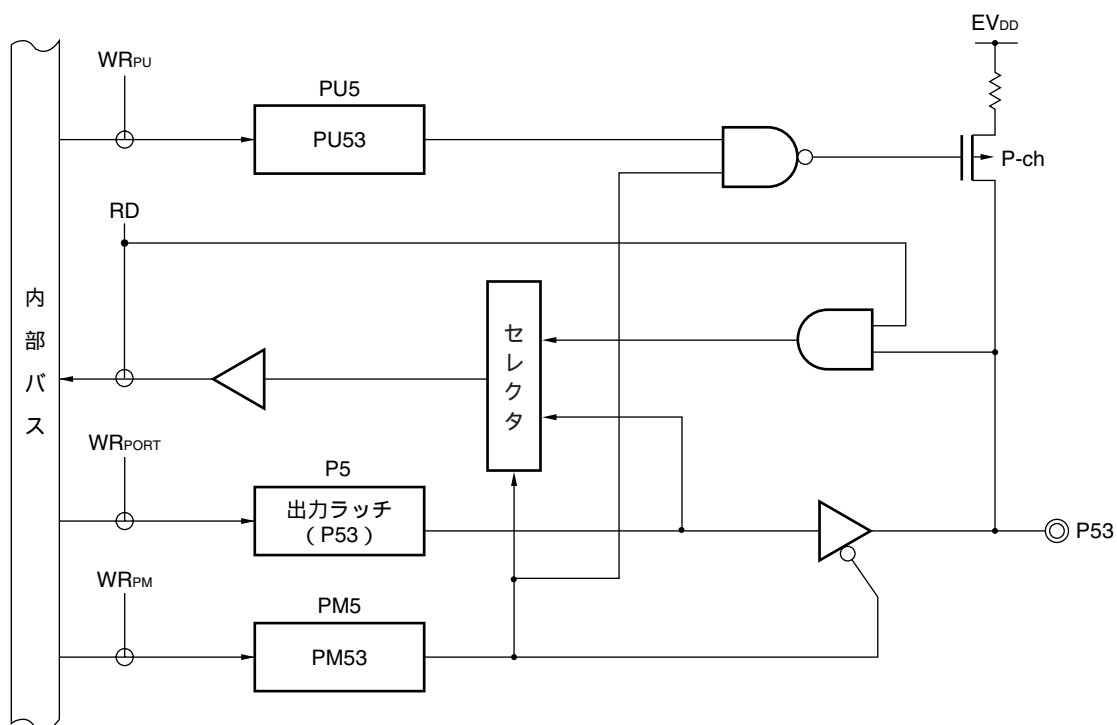 EVDD
WRPU
PU5
PU53
P-ch
RD
内部バス
セレクタ
WRPORT
P5
出力ラッチ
(P53)
P53
WRPM
PM5
PM53